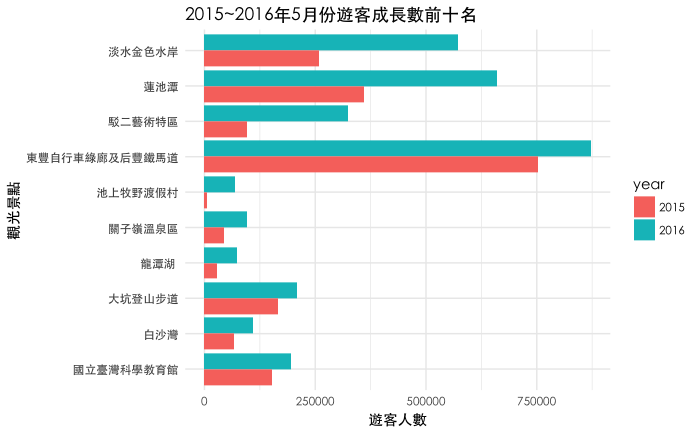 2015~2016年5月份遊客成長數前十名
淡水金色水岸
蓮池潭
駁二藝術特區
東豐自行車綠廊及后豐鐵馬道
池上牧野渡假村
關子嶺溫泉區
龍潭湖
大坑登山步道
白沙灣
國立臺灣科學教育館
觀光景點
0 250000 500000 750000
遊客人數
year
2015
2016